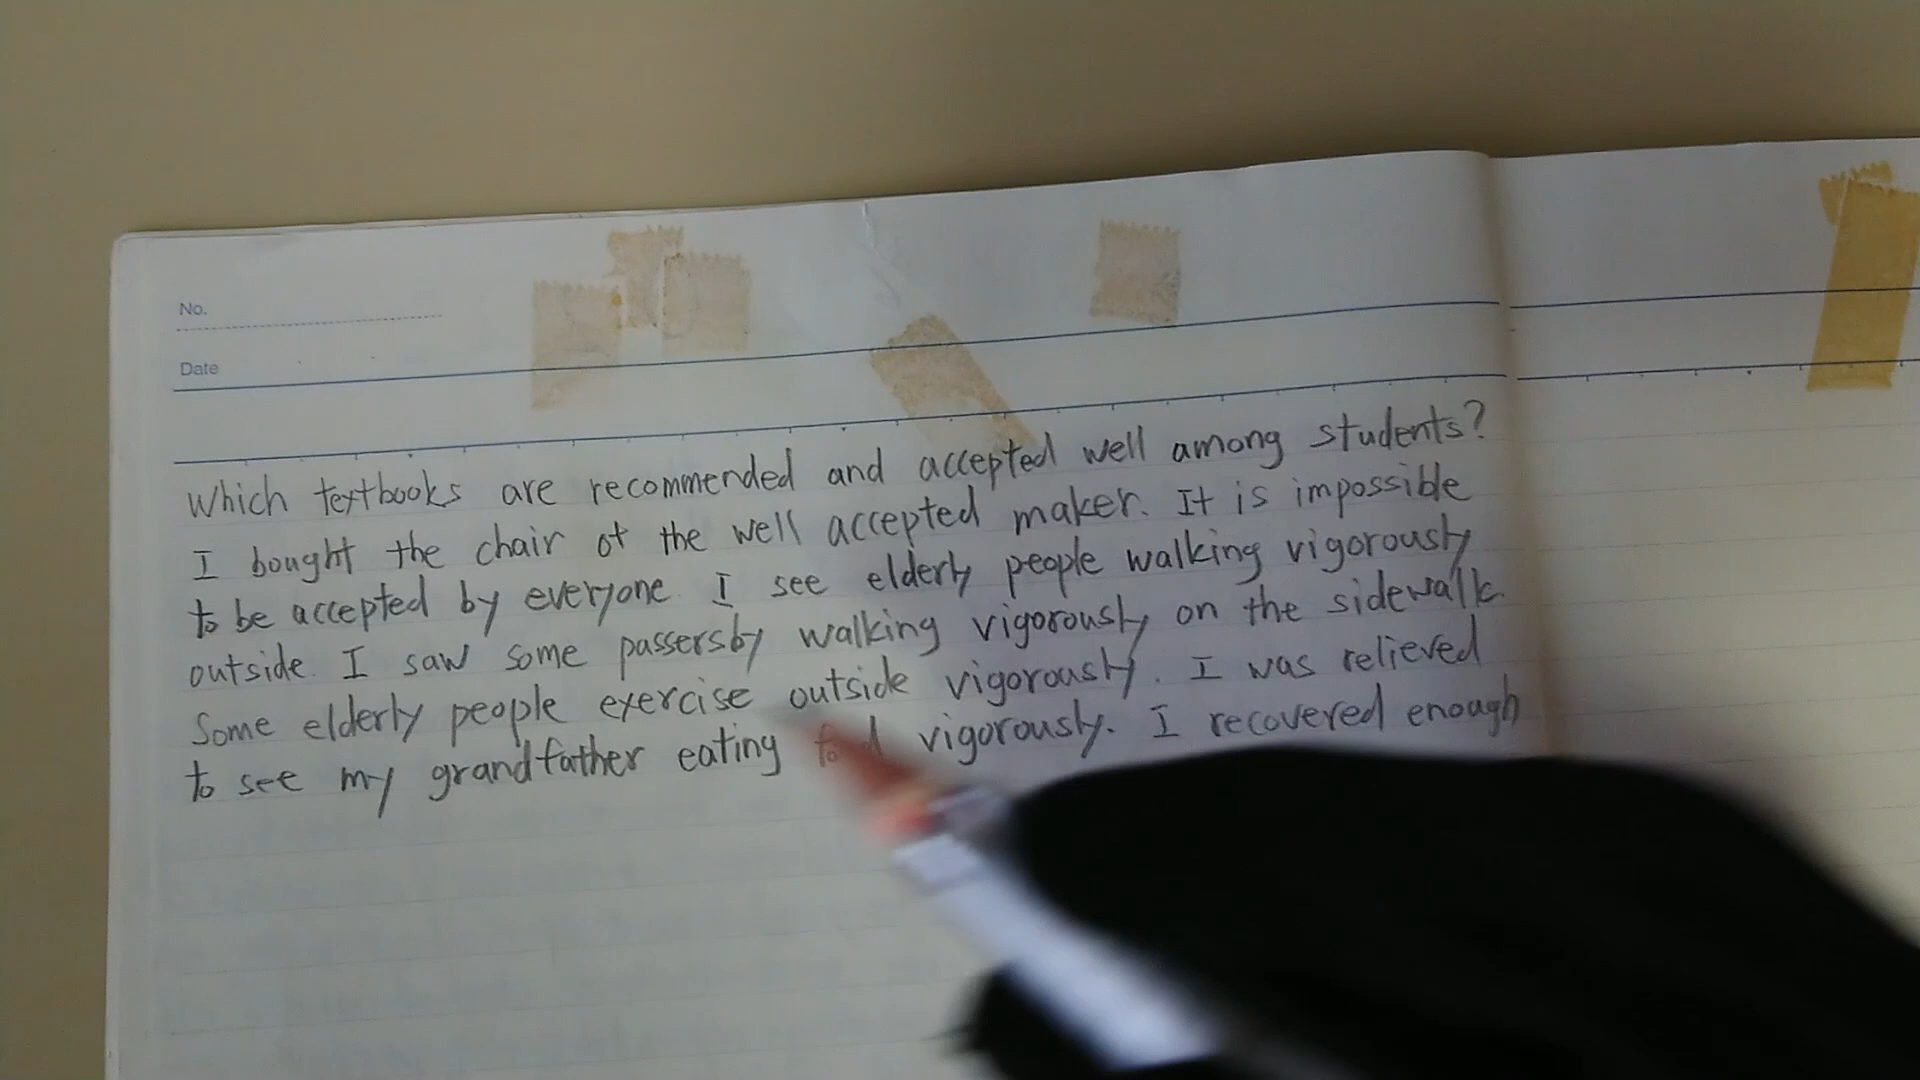 No.
Date
Which textbooks are recommended and accepted well among students?
I bought the chair of the well accepted maker. It is impossible
to be accepted by everyone. I see elderly people walking vigorously
outside. I saw some passersby walking vigorously on the sidewalk.
Some elderly people exercise outside vigorously. I was relieved
to see my grandfather eating vigorously. I recovered enough